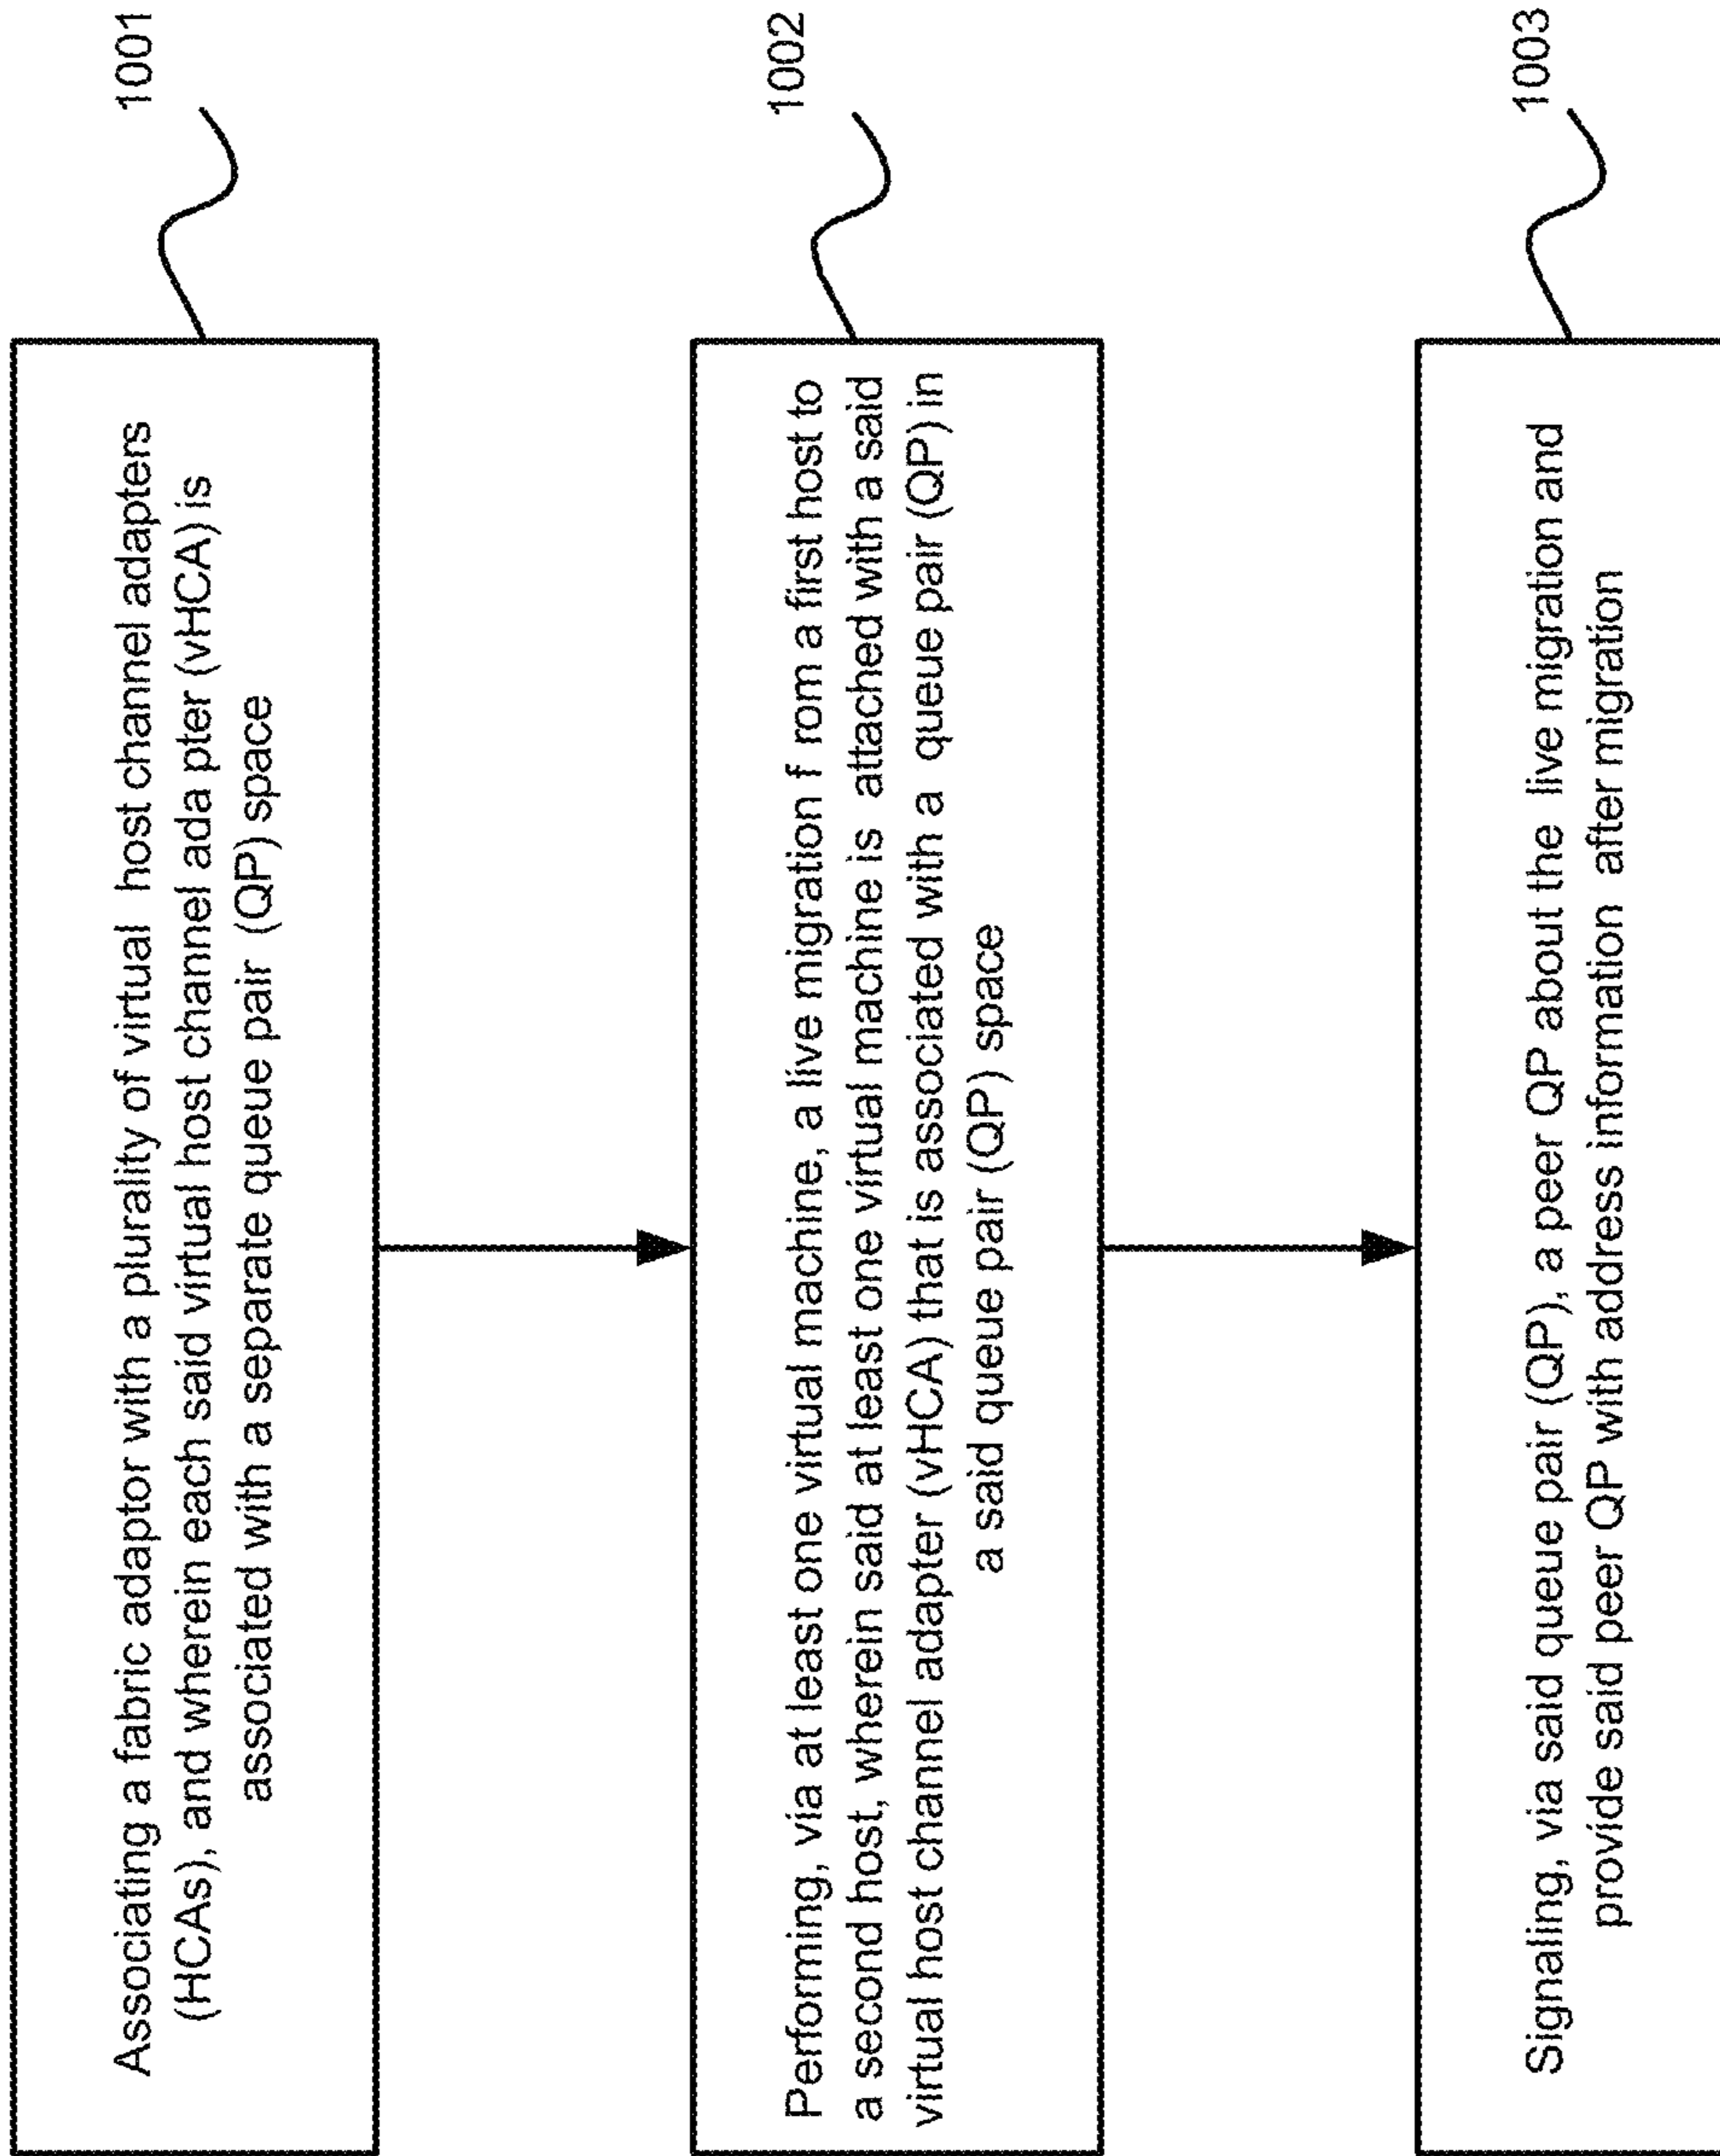 Associating a fabric adaptor with a plurality of virtual host channel adapters
(HCAs), and wherein each said virtual host channel ada pter (vHCA) is
associated with a separate queue pair (QP) space
1001
Performing, via at least one virtual machine, a live migration f rom a first host to
a second host, wherein said at least one virtual machine is attached with a said
virtual host channel adapter (vHCA) that is associated with a queue pair (QP) in
a said queue pair (QP) space
1002
Signaling, via said queue pair (QP), a peer QP about the live migration and
provide said peer QP with address information after migration
1003